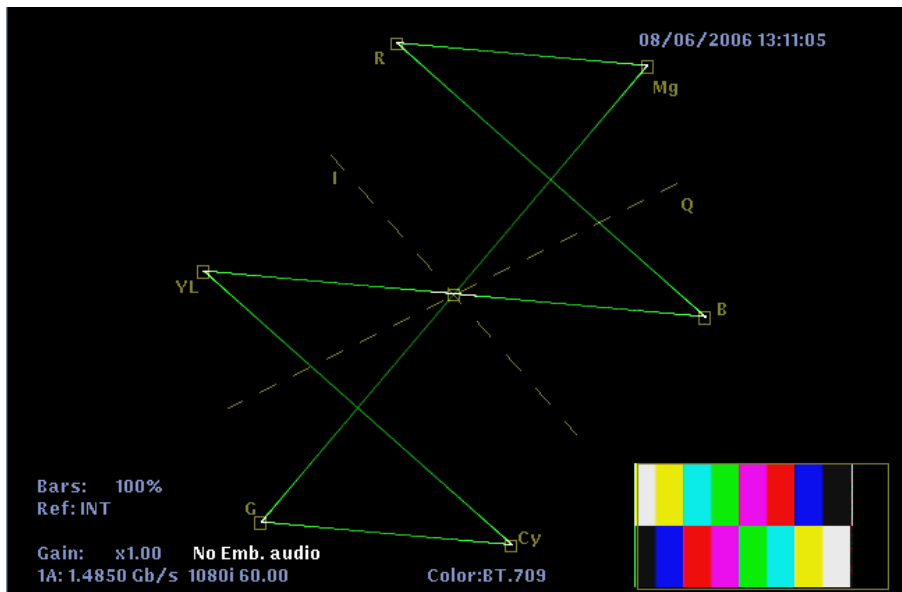 08/06/2006 13:11:05
R
Mg
I
Q
YL
B
G
Cy
Bars: 100%
Ref: INT
Gain: x1.00 No Emb. audio
1A: 1.4850 Gb/s 1080i 60.00 Color:BT.709